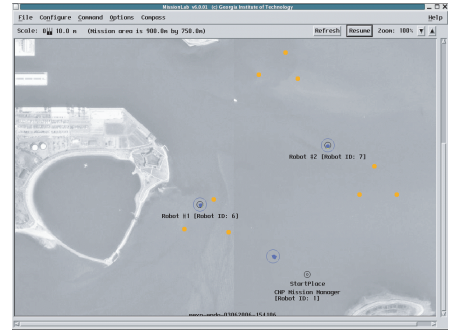 MissionLab v6.0.01 (c) Georgia Institute of Technology
File Configure Command Options Compass Help
Scale: 0 10.0 m (Mission area is 900.0m by 750.0m) Refresh Resume Zoom: 100%
Robot #2 [Robot ID: 7]
Robot #1 [Robot ID: 6]
StartPlace
CNP Mission Manager
[Robot ID: 1]